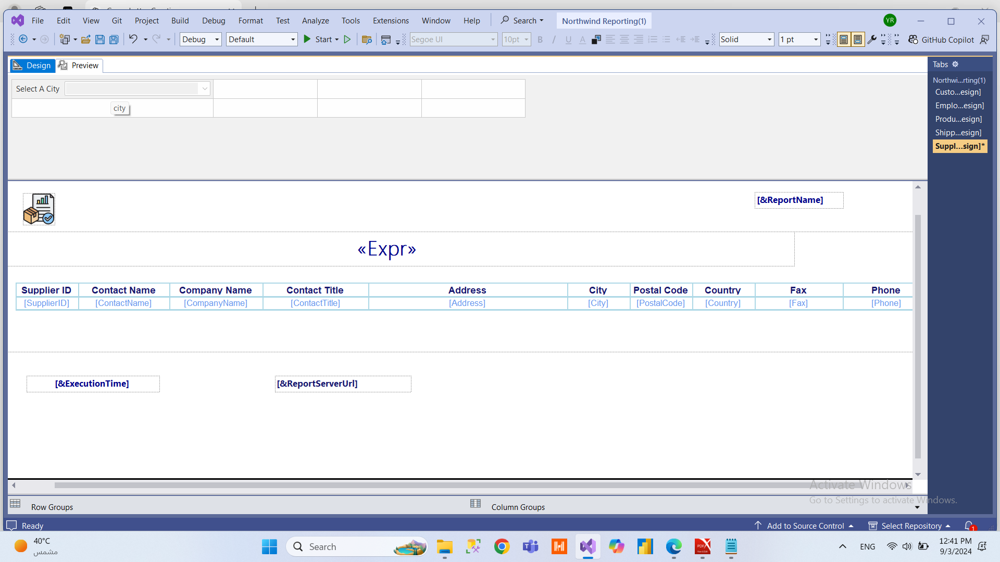 File Edit View Git Project Build Debug Format Test Analyze Tools Extensions Window Help Search Northwind Reporting(1) YR
Debug Default Start Segoe UI 10pt B I U A Solid 1 pt GitHub Copilot
Design Preview
Tabs
Northwi...rting(1)
Custo...esign]
Emplo...esign]
Produ...esign]
Shipp...esign]
Suppl...sign]*
Select A City
city
[&ReportName]
«Expr»
Supplier ID Contact Name Company Name Contact Title Address City Postal Code Country Fax Phone
[SupplierID] [ContactName] [CompanyName] [ContactTitle] [Address] [City] [PostalCode] [Country] [Fax] [Phone]
[&ExecutionTime] [&ReportServerUrl]
Activate Windows
Go to Settings to activate Windows.
Row Groups Column Groups
Ready Add to Source Control Select Repository 1
40°C
مشمس
Search
ENG
12:41 PM
9/3/2024